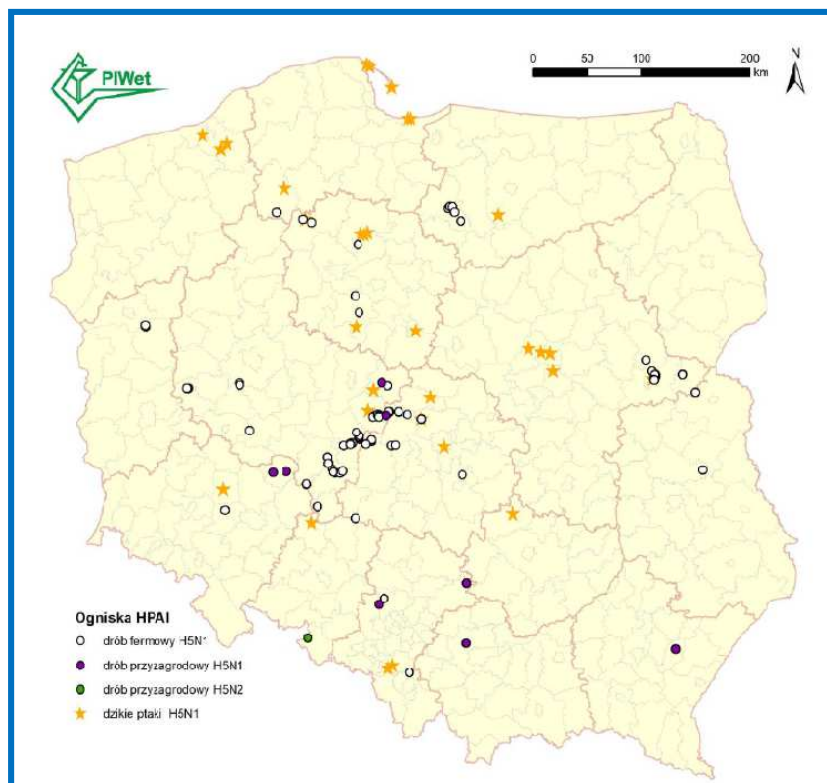 PIWet
0 50 100 200
km
N
Ogniska HPAI
drób fermowy H5N1
drób przyzagrodowy H5N1
drób przyzagrodowy H5N2
dzikie ptaki H5N1